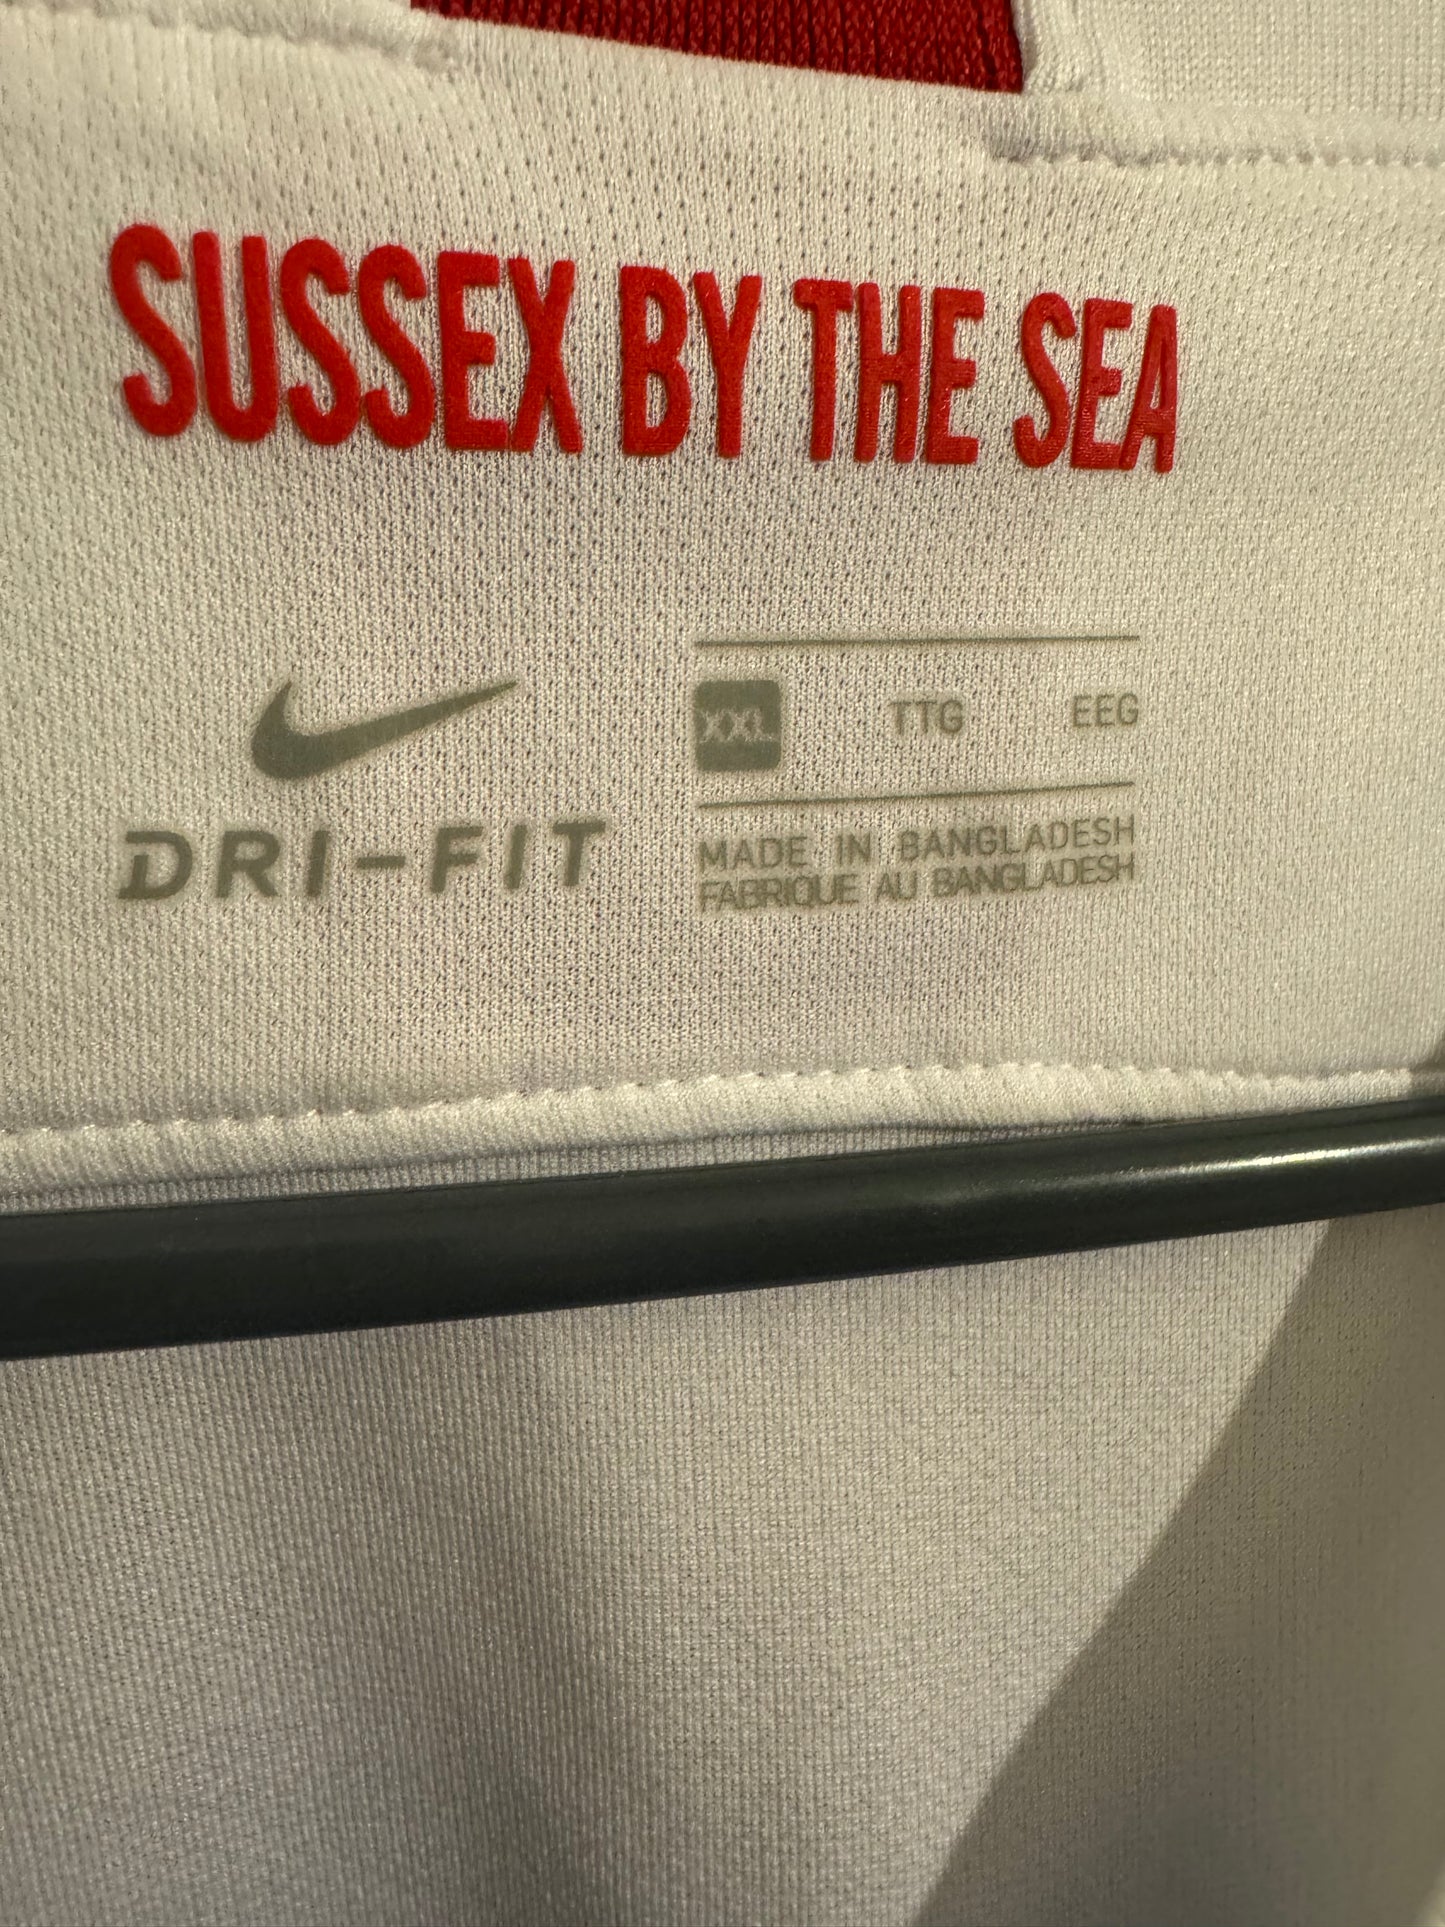 SUSSEX BY THE SEA
DRI-FIT
XXL TTG EEG
MADE IN BANGLADESH
FABRIQUE AU BANGLADESH